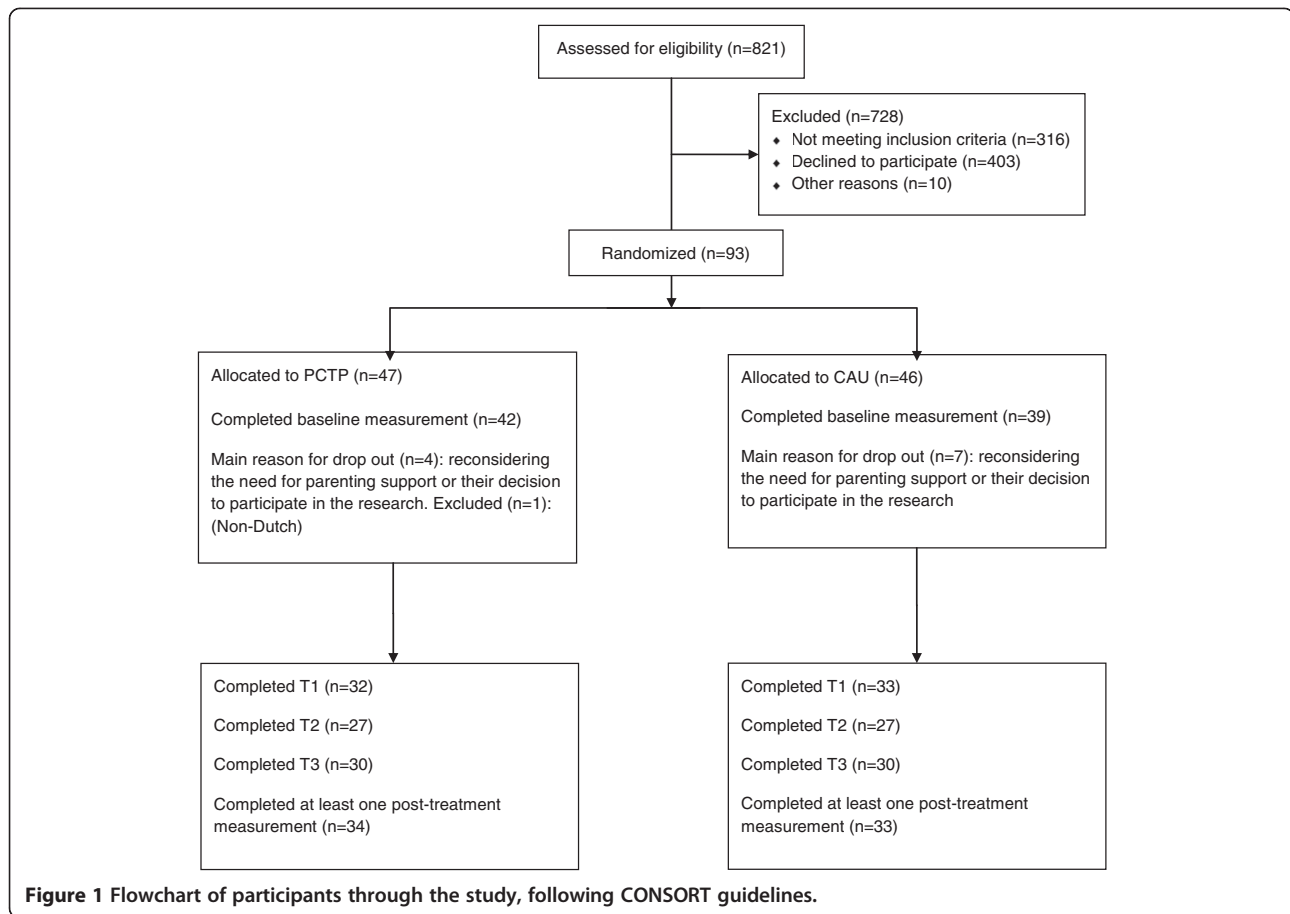 Assessed for eligibility (n=821)
Excluded (n=728)
⬥ Not meeting inclusion criteria (n=316)
⬥ Declined to participate (n=403)
⬥ Other reasons (n=10)
Randomized (n=93)
Allocated to PCTP (n=47)
Completed baseline measurement (n=42)
Main reason for drop out (n=4): reconsidering
the need for parenting support or their decision
to participate in the research. Excluded (n=1):
(Non-Dutch)
Allocated to CAU (n=46)
Completed baseline measurement (n=39)
Main reason for drop out (n=7): reconsidering
the need for parenting support or their decision
to participate in the research
Completed T1 (n=32)
Completed T2 (n=27)
Completed T3 (n=30)
Completed at least one post-treatment
measurement (n=34)
Completed T1 (n=33)
Completed T2 (n=27)
Completed T3 (n=30)
Completed at least one post-treatment
measurement (n=33)
Figure 1 Flowchart of participants through the study, following CONSORT guidelines.